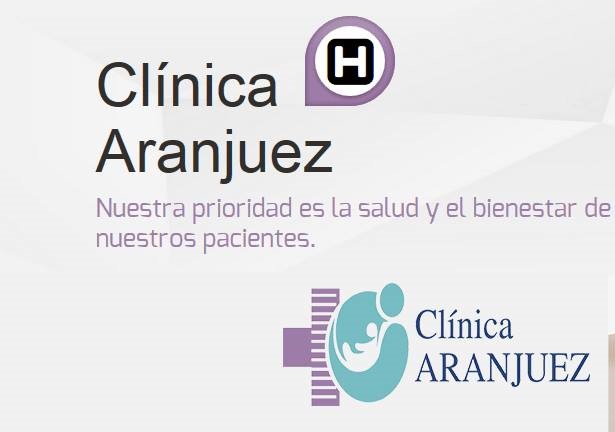 Clínica
H
Aranjuez
Nuestra prioridad es la salud y el bienestar de
nuestros pacientes.
Clínica
ARANJUEZ